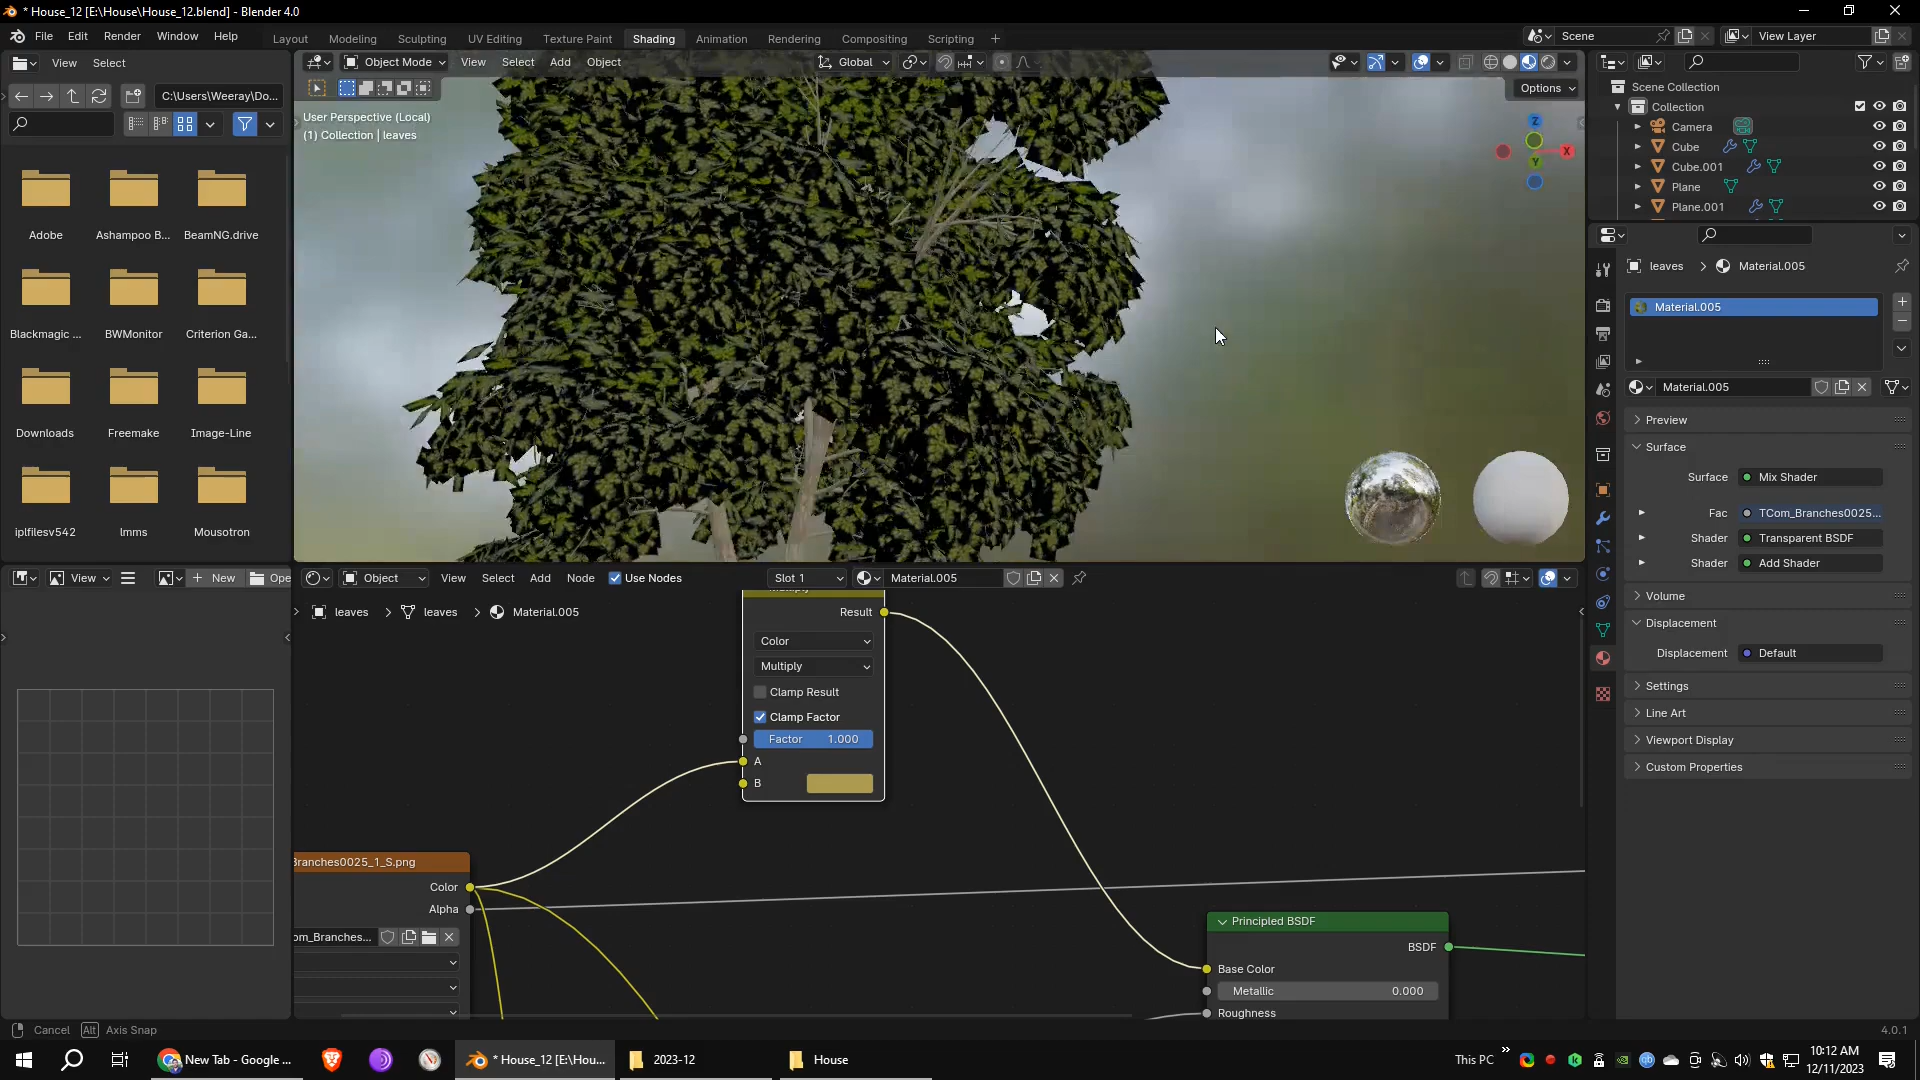 * House_12 [E:\House\House_12.blend] - Blender 4.0
File Edit Render Window Help
Layout Modeling Sculpting UV Editing Texture Paint Shading Animation Rendering Compositing Scripting +
Scene
View Layer
View Select
Object Mode View Select Add Object
Global
C:\Users\Weeray\Do...
Options
User Perspective (Local)
(1) Collection | leaves
Z
X
Y
Scene Collection
Collection
Camera
Cube
Cube.001
Plane
Plane.001
Adobe
Ashampoo B...
BeamNG.drive
Blackmagic ...
BWMonitor
Criterion Ga...
Downloads
Freemake
Image-Line
iplfilesv542
lmms
Mousotron
leaves > Material.005
Material.005
Material.005
Preview
Surface
Surface Mix Shader
Fac TCom_Branches0025...
Shader Transparent BSDF
Shader Add Shader
Volume
Displacement
Displacement Default
Settings
Line Art
Viewport Display
Custom Properties
View
New
Ope
Object View Select Add Node Use Nodes Slot 1 Material.005
leaves > leaves > Material.005
Result
Color
Multiply
Clamp Result
Clamp Factor
Factor 1.000
A
B
Branches0025_1_S.png
Color
Alpha
om_Branches...
Principled BSDF
BSDF
Base Color
Metallic 0.000
Roughness
Cancel Alt Axis Snap
4.0.1
New Tab - Google ...
* House_12 [E:\Hou...
2023-12
House
This PC
10:12 AM
12/11/2023